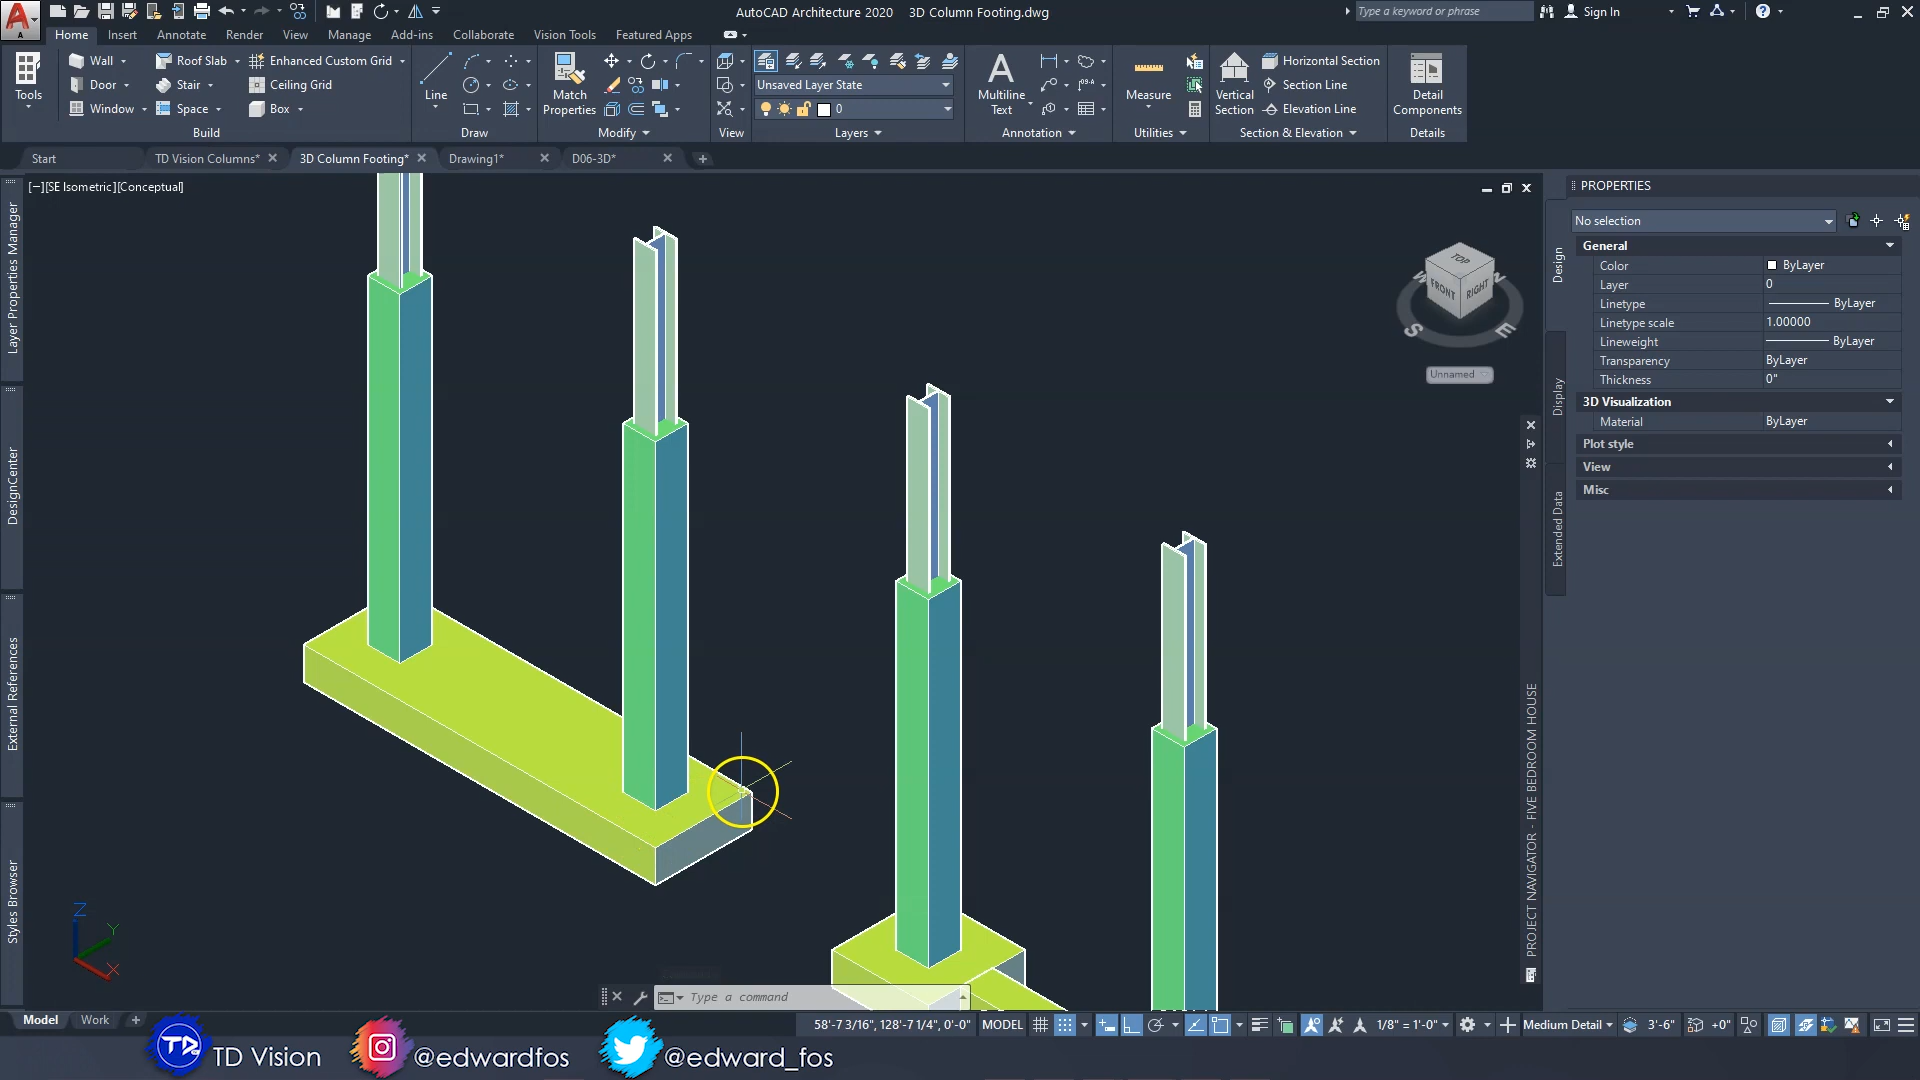 AutoCAD Architecture 2020 3D Column Footing.dwg
Type a keyword or phrase
Sign In
Home Insert Annotate Render View Manage Add-ins Collaborate Vision Tools Featured Apps
Tools
Wall Roof Slab Enhanced Custom Grid
Door Stair Ceiling Grid
Window Space Box
Build
Line
Draw
Match
Properties
Modify
View
Unsaved Layer State
0
Layers
Multiline
Text
Annotation
Measure
Utilities
Vertical
Section
Horizontal Section
Section Line
Elevation Line
Section & Elevation
Detail
Components
Details
Start TD Vision Columns* 3D Column Footing* Drawing1* D06-3D*
[−][SE Isometric][Conceptual]
Layer Properties Manager
DesignCenter
External References
Styles Browser
TOP
FRONT
RIGHT
W
N
S
E
Unnamed
PROJECT NAVIGATOR - FIVE BEDROOM HOUSE
Design
Display
Extended Data
PROPERTIES
No selection
General
Color ByLayer
Layer 0
Linetype ByLayer
Linetype scale 1.00000
Lineweight ByLayer
Transparency ByLayer
Thickness 0"
3D Visualization
Material ByLayer
Plot style
View
Misc
Z
Y
X
Type a command
Model Work
58'-7 3/16", 128'-7 1/4", 0'-0" MODEL 1/8" = 1'-0" Medium Detail 3'-6" +0"
TD Vision @edwardfos @edward_fos